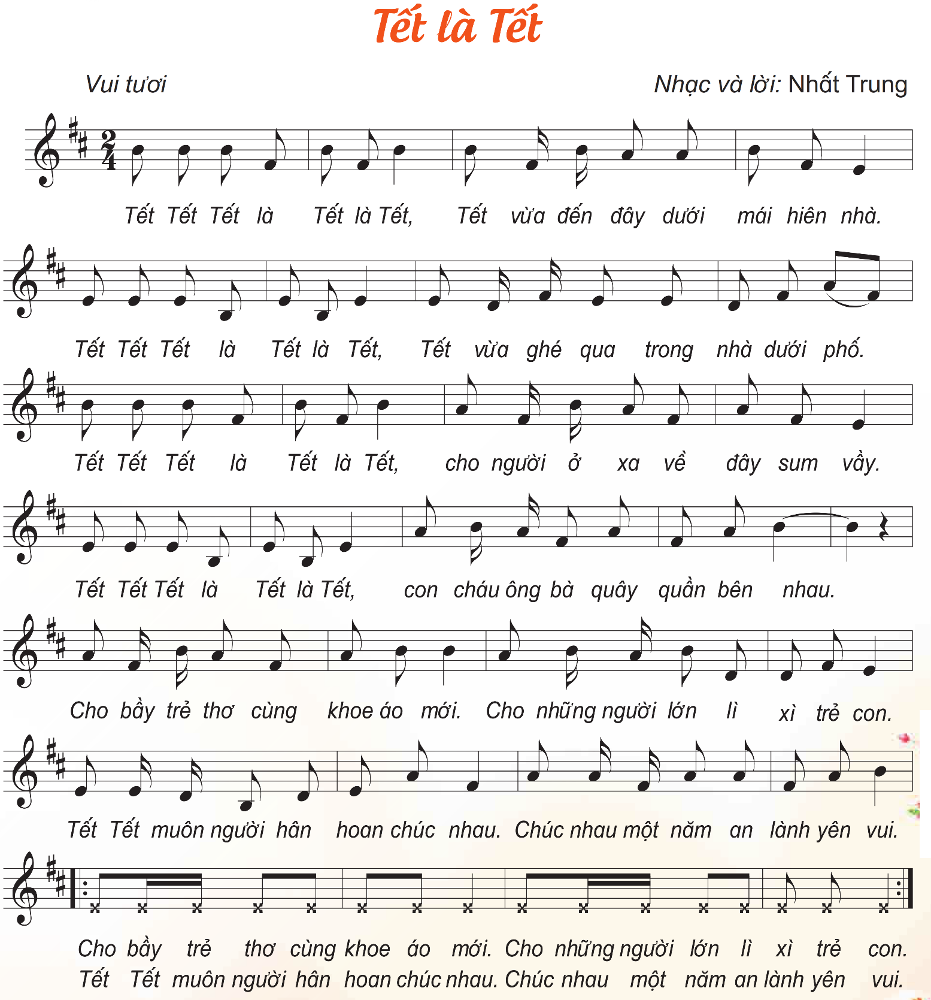 Tết là Tết
Vui tươi
Nhạc và lời: Nhất Trung
2
4
Tết Tết Tết là Tết là Tết, Tết vừa đến đây dưới mái hiên nhà.
Tết Tết Tết là Tết là Tết, Tết vừa ghé qua trong nhà dưới phố.
Tết Tết Tết là Tết là Tết, cho người ở xa về đây sum vầy.
Tết Tết Tết là Tết là Tết, con cháu ông bà quây quần bên nhau.
Cho bầy trẻ thơ cùng khoe áo mới. Cho những người lớn lì xì trẻ con.
Tết Tết muôn người hân hoan chúc nhau. Chúc nhau một năm an lành yên vui.
Cho bầy trẻ thơ cùng khoe áo mới. Cho những người lớn lì xì trẻ con.
Tết Tết muôn người hân hoan chúc nhau. Chúc nhau một năm an lành yên vui.